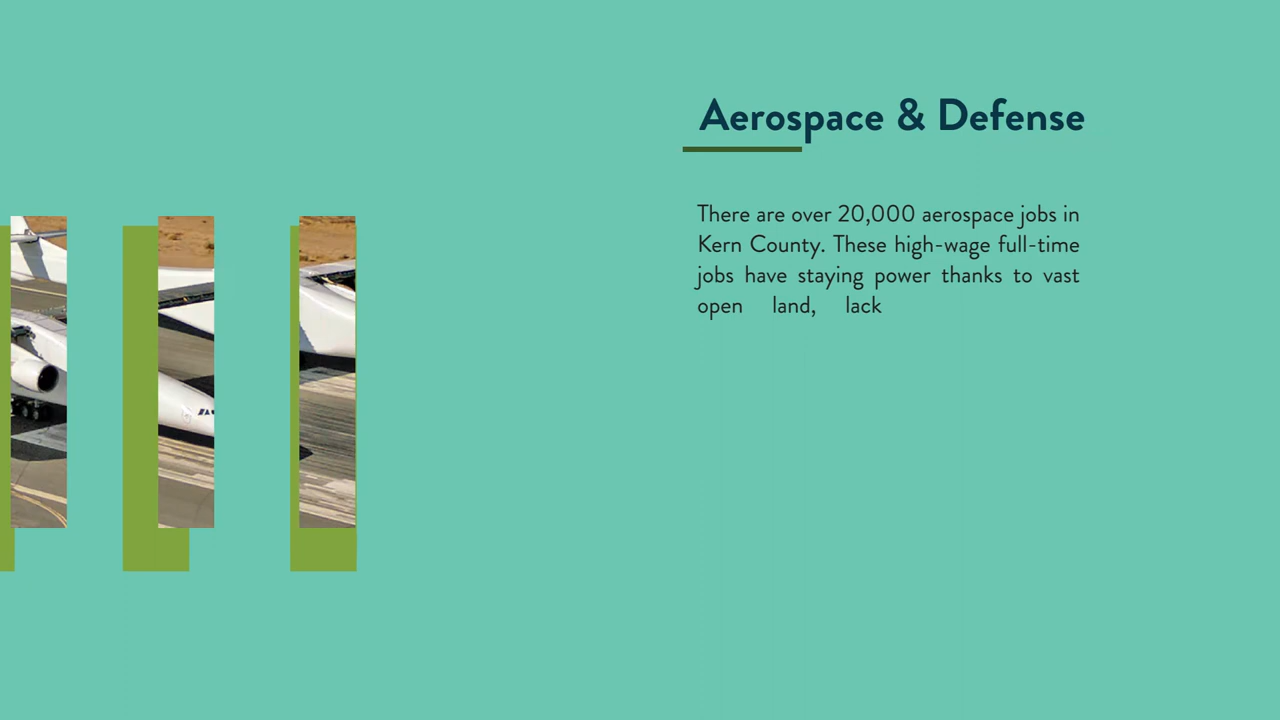 Aerospace & Defense
There are over 20,000 aerospace jobs in
Kern County. These high-wage full-time
jobs have staying power thanks to vast
open land, lack